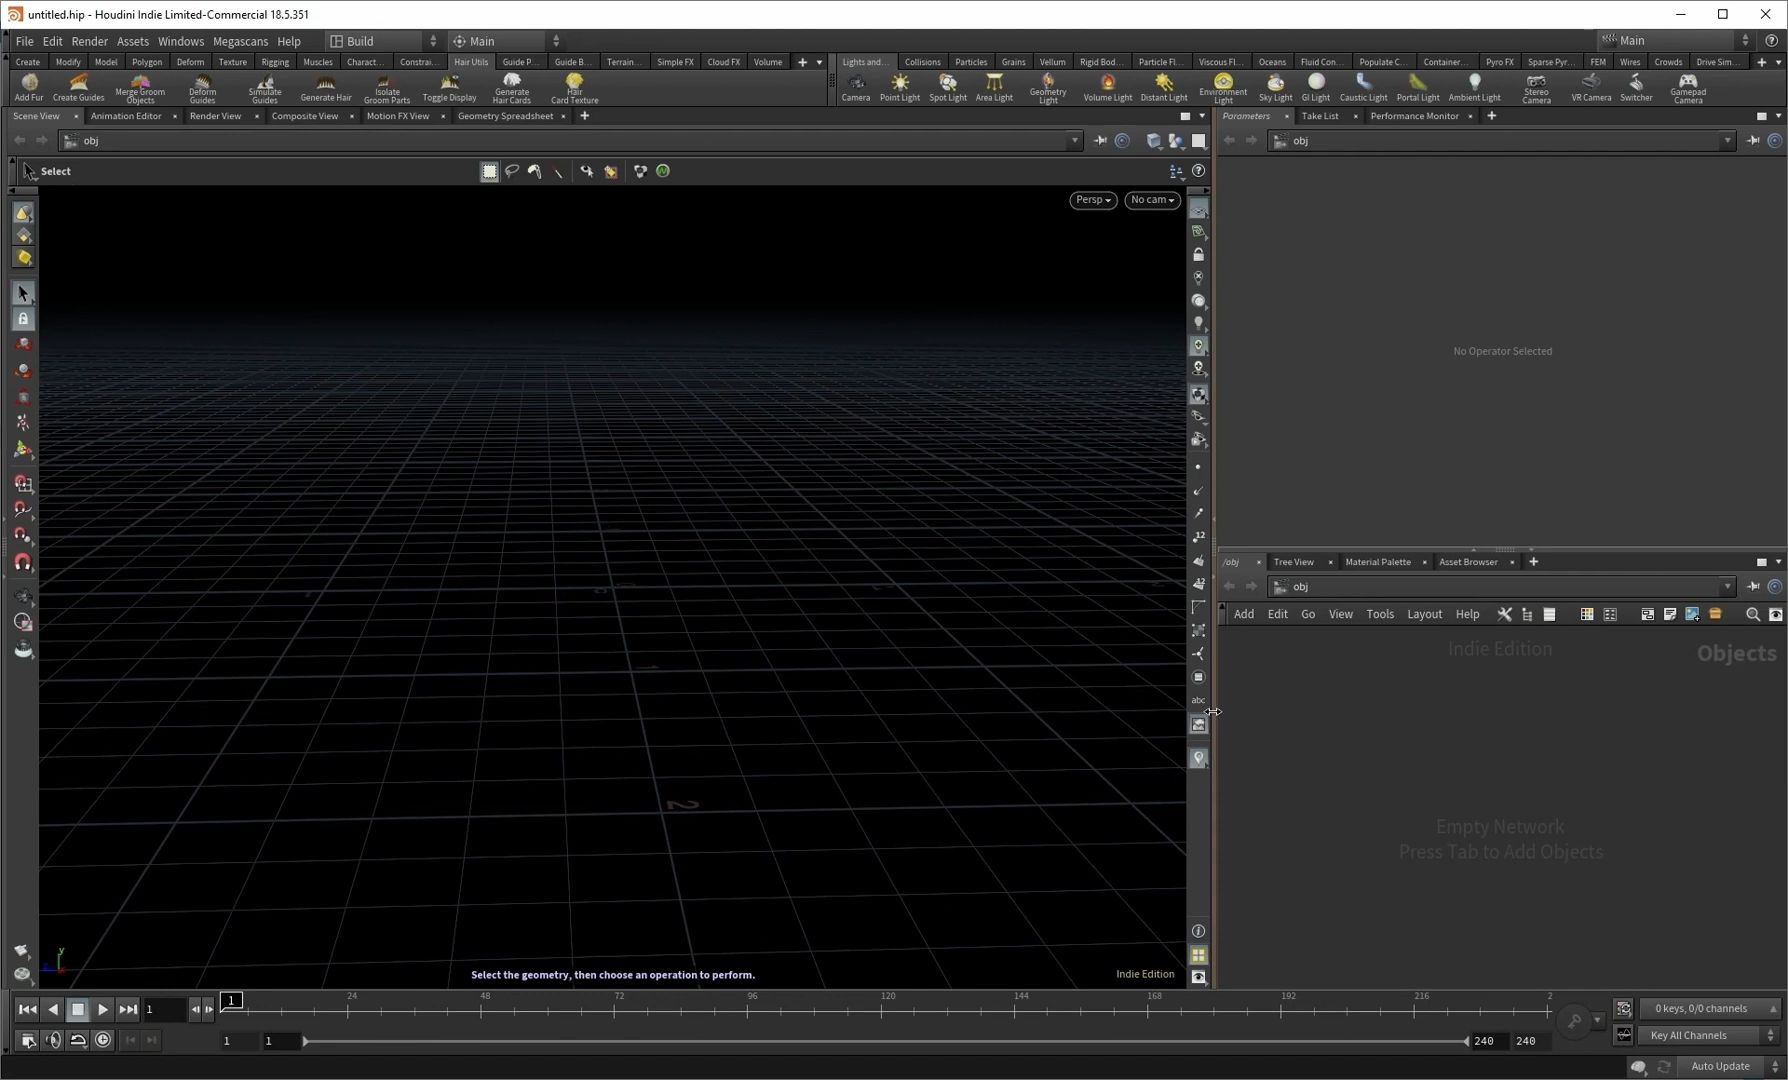 untitled.hip - Houdini Indie Limited-Commercial 18.5.351
File Edit Render Assets Windows Megascans Help Build Main Main
Create Modify Model Polygon Deform Texture Rigging Muscles Charact... Constrai... Hair Utils Guide P... Guide B... Terrain... Simple FX Cloud FX Volume
Lights and... Collisions Particles Grains Vellum Rigid Bod... Particle Fl... Viscous Fl... Oceans Fluid Con... Populate C... Container... Pyro FX Sparse Pyr... FEM Wires Crowds Drive Sim...
Add Fur
Create Guides
Merge Groom
Objects
Deform
Guides
Simulate
Guides
Generate Hair
Isolate
Groom Parts
Toggle Display
Generate
Hair Cards
Hair
Card Texture
Camera
Point Light
Spot Light
Area Light
Geometry
Light
Volume Light
Distant Light
Environment
Light
Sky Light
GI Light
Caustic Light
Portal Light
Ambient Light
Stereo
Camera
VR Camera
Switcher
Gamepad
Camera
Scene View Animation Editor Render View Composite View Motion FX View Geometry Spreadsheet
obj
Select
Persp
No cam
12
12
abc
2
Select the geometry, then choose an operation to perform.
Indie Edition
Parameters Take List Performance Monitor
obj
No Operator Selected
/obj Tree View Material Palette Asset Browser
obj
Add Edit Go View Tools Layout Help
Indie Edition
Objects
Empty Network
Press Tab to Add Objects
1
1
24 48 72 96 120 144 168 192 216 2
0 keys, 0/0 channels
1 1 240 240
Key All Channels
Auto Update